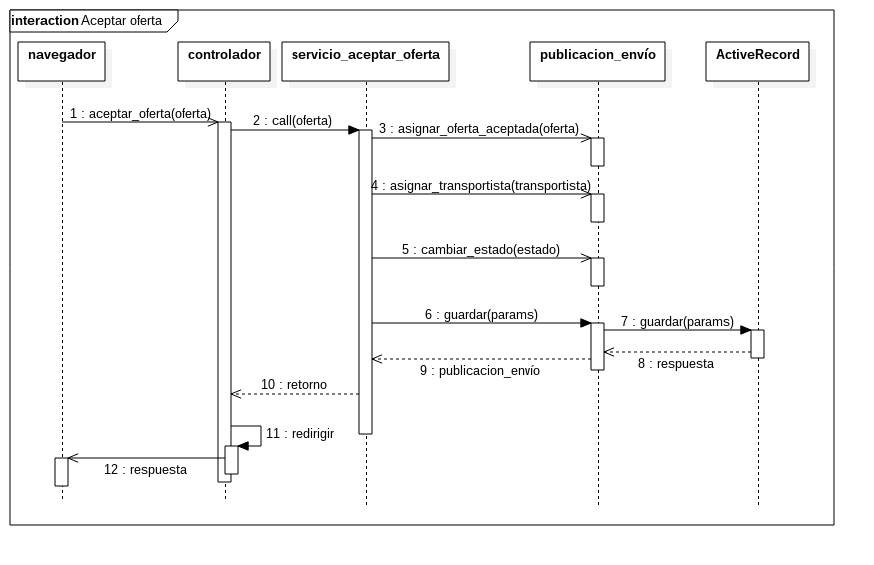 interaction Aceptar oferta
navegador
controlador
servicio_aceptar_oferta
publicacion_envío
ActiveRecord
1 : aceptar_oferta(oferta)
2 : call(oferta)
3 : asignar_oferta_aceptada(oferta)
4 : asignar_transportista(transportista)
5 : cambiar_estado(estado)
6 : guardar(params)
7 : guardar(params)
8 : respuesta
9 : publicacion_envío
10 : retorno
11 : redirigir
12 : respuesta